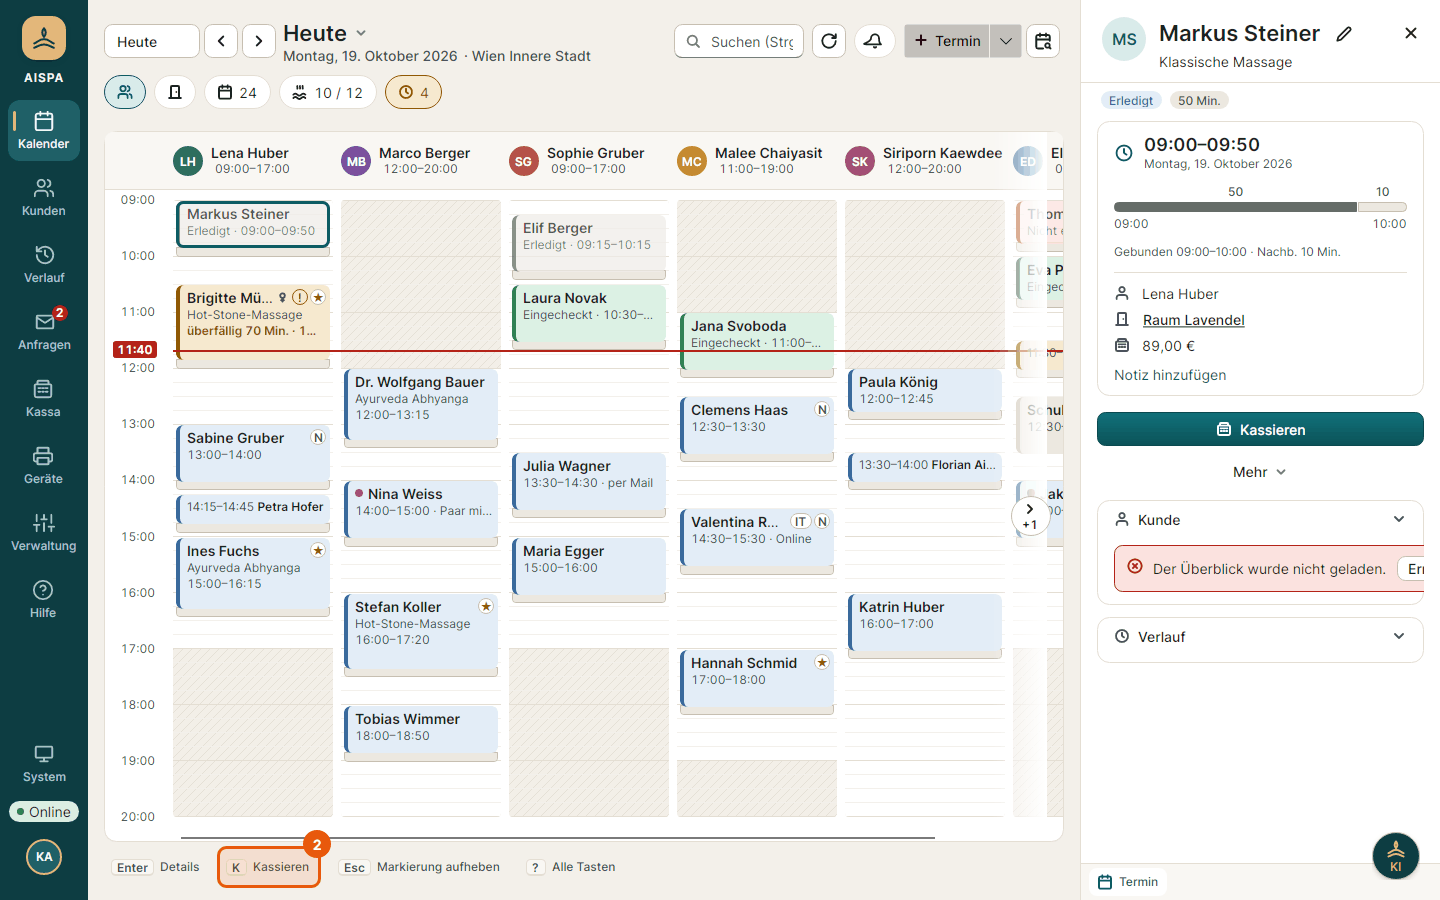 AISPA
Kalender
Kunden
Verlauf
2
Anfragen
Kassa
Geräte
Verwaltung
Hilfe
System
Online
KA
Heute
Heute
Montag, 19. Oktober 2026 · Wien Innere Stadt
Suchen (Strg
Termin
24
10 / 12
4
LH Lena Huber
09:00–17:00
MB Marco Berger
12:00–20:00
SG Sophie Gruber
09:00–17:00
MC Malee Chaiyasit
11:00–19:00
SK Siriporn Kaewdee
12:00–20:00
ED
09:00
10:00
11:00
11:40
12:00
13:00
14:00
15:00
16:00
17:00
18:00
19:00
20:00
Markus Steiner
Erledigt · 09:00–09:50
Brigitte Mü...
Hot-Stone-Massage
überfällig 70 Min. · 1...
Sabine Gruber N
13:00–14:00
14:15–14:45 Petra Hofer
Ines Fuchs
Ayurveda Abhyanga
15:00–16:15
Dr. Wolfgang Bauer
Ayurveda Abhyanga
12:00–13:15
Nina Weiss
14:00–15:00 · Paar mi...
Stefan Koller
Hot-Stone-Massage
16:00–17:20
Tobias Wimmer
18:00–18:50
Elif Berger
Erledigt · 09:15–10:15
Laura Novak
Eingecheckt · 10:30–...
Julia Wagner
13:30–14:30 · per Mail
Maria Egger
15:00–16:00
Jana Svoboda
Eingecheckt · 11:00–...
Clemens Haas N
12:30–13:30
Valentina R... IT N
14:30–15:30 · Online
Hannah Schmid
17:00–18:00
Paula König
12:00–12:45
13:30–14:00 Florian Ai...
Katrin Huber
16:00–17:00
+1
Enter Details
K Kassieren
2
Esc Markierung aufheben
? Alle Tasten
MS
Markus Steiner
Klassische Massage
Erledigt
50 Min.
09:00–09:50
Montag, 19. Oktober 2026
50 10
09:00 10:00
Gebunden 09:00–10:00 · Nachb. 10 Min.
Lena Huber
Raum Lavendel
89,00 €
Notiz hinzufügen
Kassieren
Mehr
Kunde
Der Überblick wurde nicht geladen.
Verlauf
KI
Termin